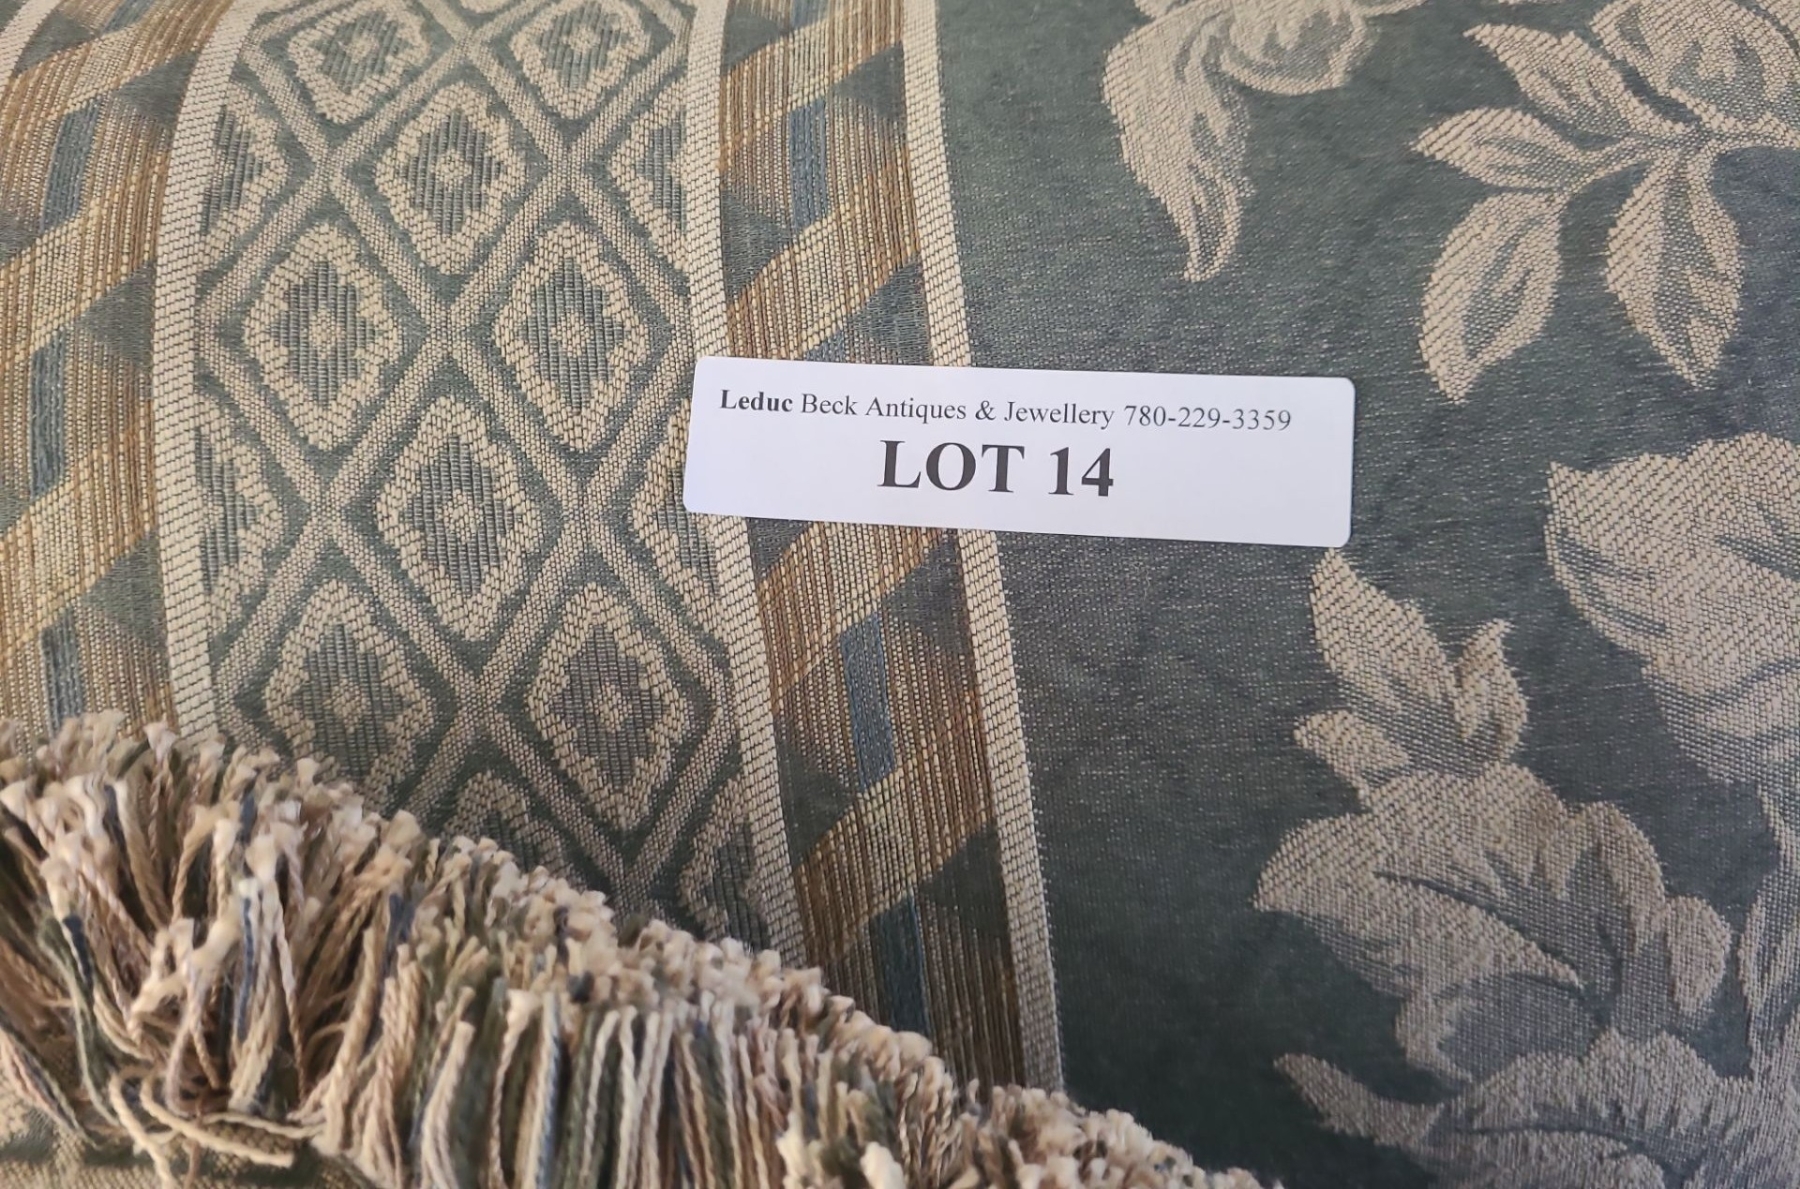 Leduc Beck Antiques & Jewellery 780-229-3359
LOT 14